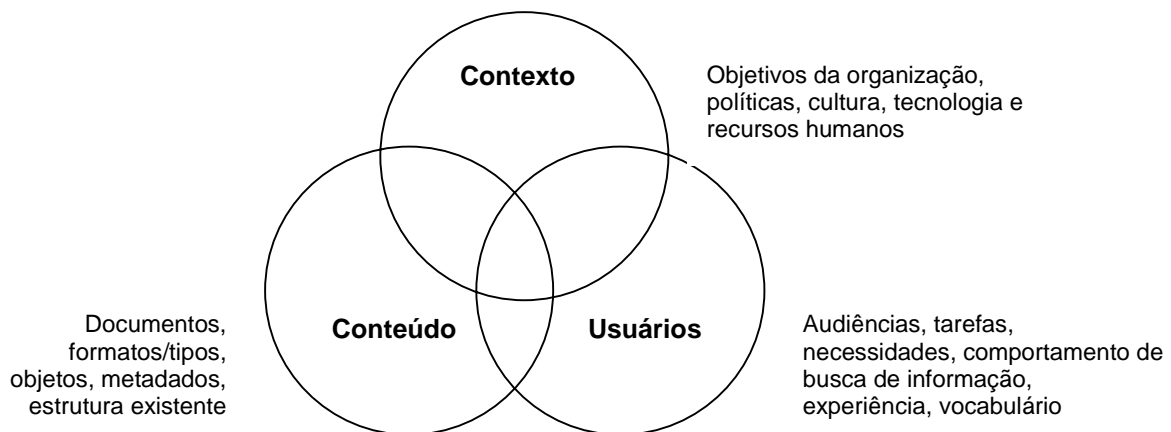 Contexto
Objetivos da organização,
políticas, cultura, tecnologia e
recursos humanos
Documentos,
formatos/tipos,
objetos, metadados,
estrutura existente
Conteúdo
Usuários
Audiências, tarefas,
necessidades, comportamento de
busca de informação,
experiência, vocabulário